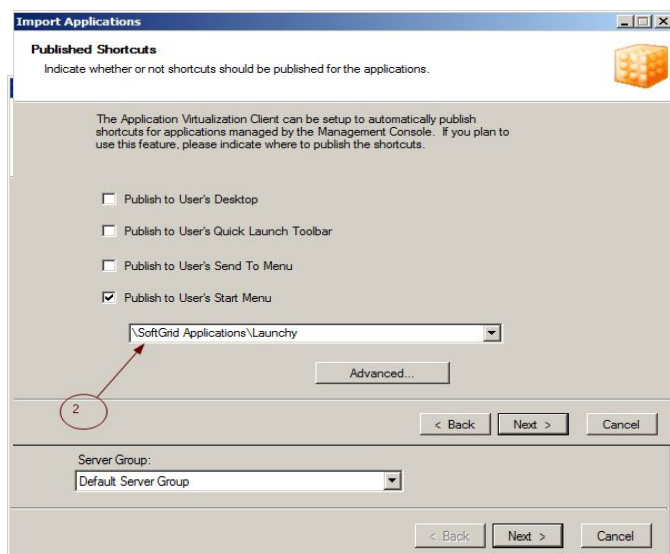 Import Applications
Published Shortcuts
Indicate whether or not shortcuts should be published for the applications.
The Application Virtualization Client can be setup to automatically publish
shortcuts for applications managed by the Management Console. If you plan to
use this feature, please indicate where to publish the shortcuts.
Publish to User's Desktop
Publish to User's Quick Launch Toolbar
Publish to User's Send To Menu
Publish to User's Start Menu
\SoftGrid Applications\Launchy
Advanced...
2
< Back Next > Cancel
Server Group:
Default Server Group
< Back Next > Cancel